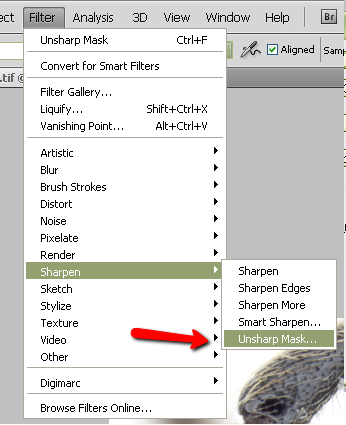 ect Filter Analysis 3D View Window Help Br
Unsharp Mask Ctrl+F
Aligned Samp
Convert for Smart Filters
.tif @
Filter Gallery...
Liquify... Shift+Ctrl+X
Vanishing Point... Alt+Ctrl+V
Artistic
Blur
Brush Strokes
Distort
Noise
Pixelate
Render
Sharpen
Sketch
Stylize
Texture
Video
Other
Digimarc
Browse Filters Online...
Sharpen
Sharpen Edges
Sharpen More
Smart Sharpen...
Unsharp Mask...